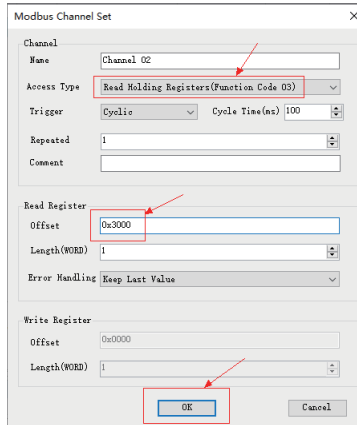 Modbus Channel Set
Channel
Name Channel 02
Access Type Read Holding Registers(Function Code 03)
Trigger Cyclic Cycle Time(ms) 100
Repeated 1
Comment
Read Register
Offset 0x3000
Length(WORD) 1
Error Handling Keep Last Value
Write Register
Offset 0x0000
Length(WORD) 1
OK Cancel